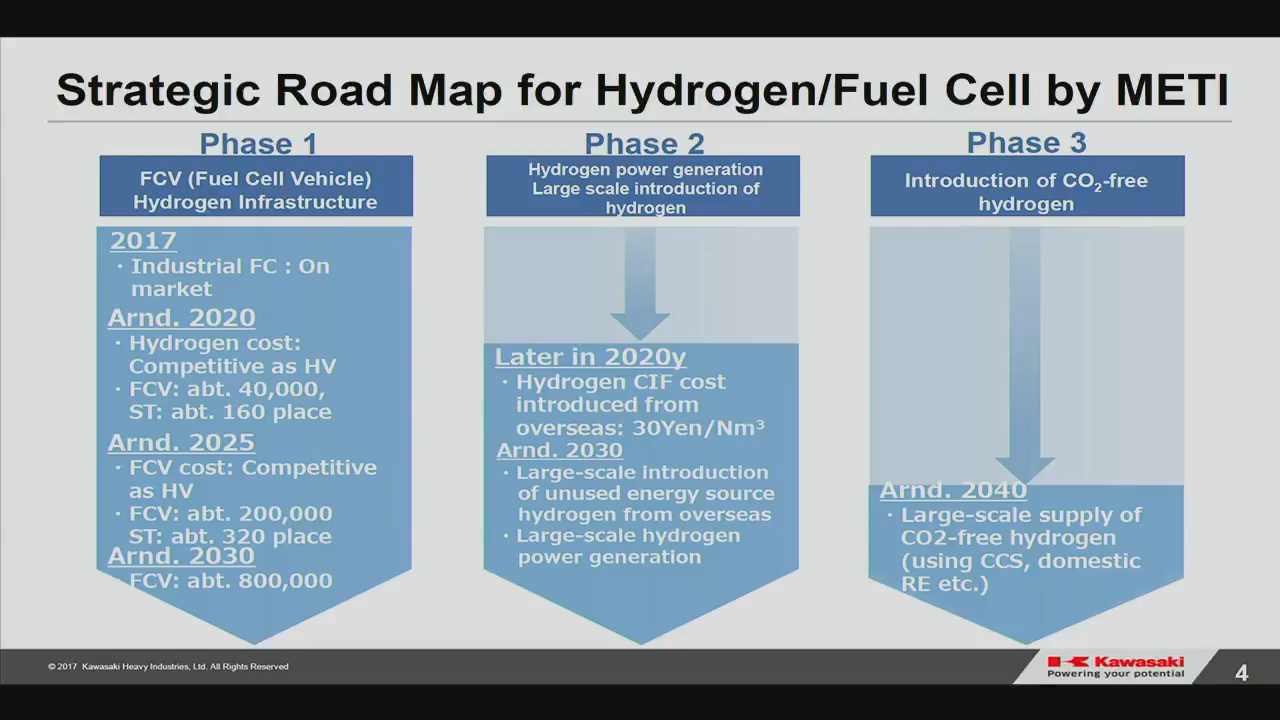 Strategic Road Map for Hydrogen/Fuel Cell by METI
Phase 1
FCV (Fuel Cell Vehicle)
Hydrogen Infrastructure
2017
・Industrial FC : On
market
Arnd. 2020
・Hydrogen cost:
Competitive as HV
・FCV: abt. 40,000,
ST: abt. 160 place
Arnd. 2025
・FCV cost: Competitive
as HV
・FCV: abt. 200,000
ST: abt. 320 place
Arnd. 2030
・FCV: abt. 800,000
Phase 2
Hydrogen power generation
Large scale introduction of
hydrogen
Later in 2020y
・Hydrogen CIF cost
introduced from
overseas: 30Yen/Nm³
Arnd. 2030
・Large-scale introduction
of unused energy source
hydrogen from overseas
・Large-scale hydrogen
power generation
Phase 3
Introduction of CO₂-free
hydrogen
Arnd. 2040
・Large-scale supply of
CO2-free hydrogen
(using CCS, domestic
RE etc.)
© 2017 Kawasaki Heavy Industries, Ltd. All Rights Reserved
Kawasaki
Powering your potential
4